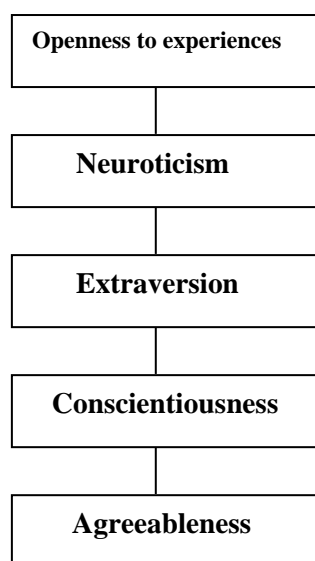 Openness to experiences
Neuroticism
Extraversion
Conscientiousness
Agreeableness